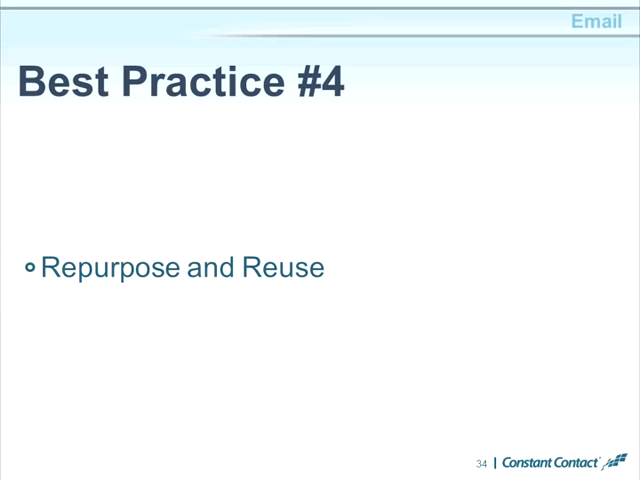 Email
Best Practice #4
Repurpose and Reuse
34 | Constant Contact